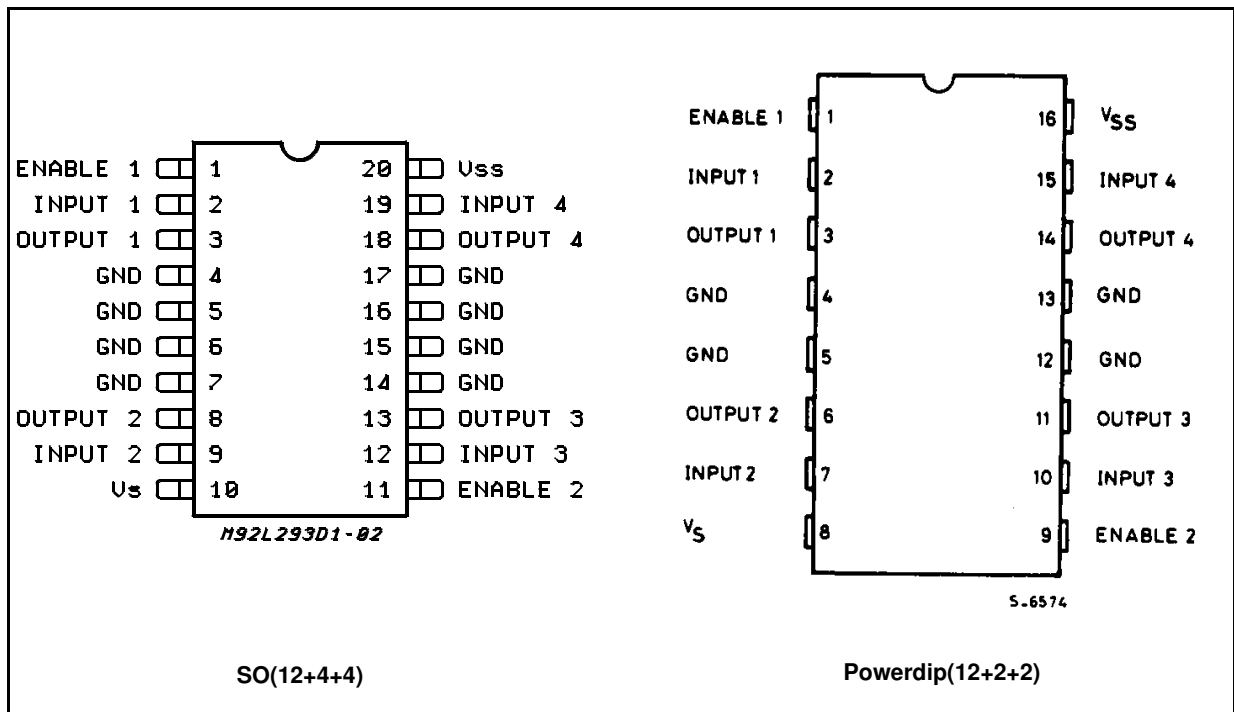 ENABLE 1 1 20 Vss
INPUT 1 2 19 INPUT 4
OUTPUT 1 3 18 OUTPUT 4
GND 4 17 GND
GND 5 16 GND
GND 6 15 GND
GND 7 14 GND
OUTPUT 2 8 13 OUTPUT 3
INPUT 2 9 12 INPUT 3
Vs 10 11 ENABLE 2
M92L293D1-02
SO(12+4+4)
ENABLE 1 1 16 VSS
INPUT 1 2 15 INPUT 4
OUTPUT 1 3 14 OUTPUT 4
GND 4 13 GND
GND 5 12 GND
OUTPUT 2 6 11 OUTPUT 3
INPUT 2 7 10 INPUT 3
VS 8 9 ENABLE 2
S-6574
Powerdip(12+2+2)